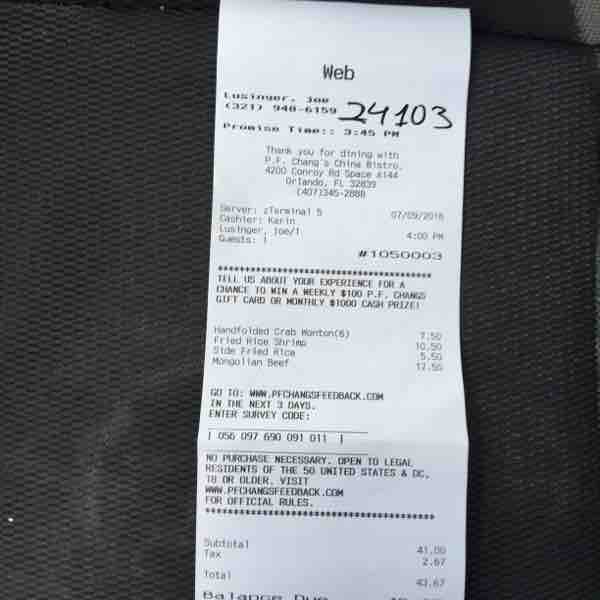 Web
Lusinger, Joe
(321) 948-6159
24103
Promise Time:: 3:45 PM
Thank you for dining with
P.F. Chang's China Bistro.
4200 Conroy Rd Space A144
Orlando, FL 32839
(407)345-2888
Server: zTerminal 5 07/09/2016
Cashier: Karin
Lusinger, Joe/1 4:00 PM
Guests: 1
#1050003
TELL US ABOUT YOUR EXPERIENCE FOR A
CHANCE TO WIN A WEEKLY $100 P.F. CHANGS
GIFT CARD OR MONTHLY $1000 CASH PRIZE!
Handfolded Crab Wonton(6) 7.50
Fried Rice Shrimp 10.50
Side Fried Rice 5.50
Mongolian Beef 17.50
GO TO: WWW.PFCHANGSFEEDBACK.COM
IN THE NEXT 3 DAYS.
ENTER SURVEY CODE:
| 056 097 690 091 011 |
NO PURCHASE NECESSARY. OPEN TO LEGAL
RESIDENTS OF THE 50 UNITED STATES & DC,
18 OR OLDER. VISIT
WWW.PFCHANGSFEEDBACK.COM
FOR OFFICIAL RULES.
Subtotal 41.00
Tax 2.67
Total 43.67
Balance Due